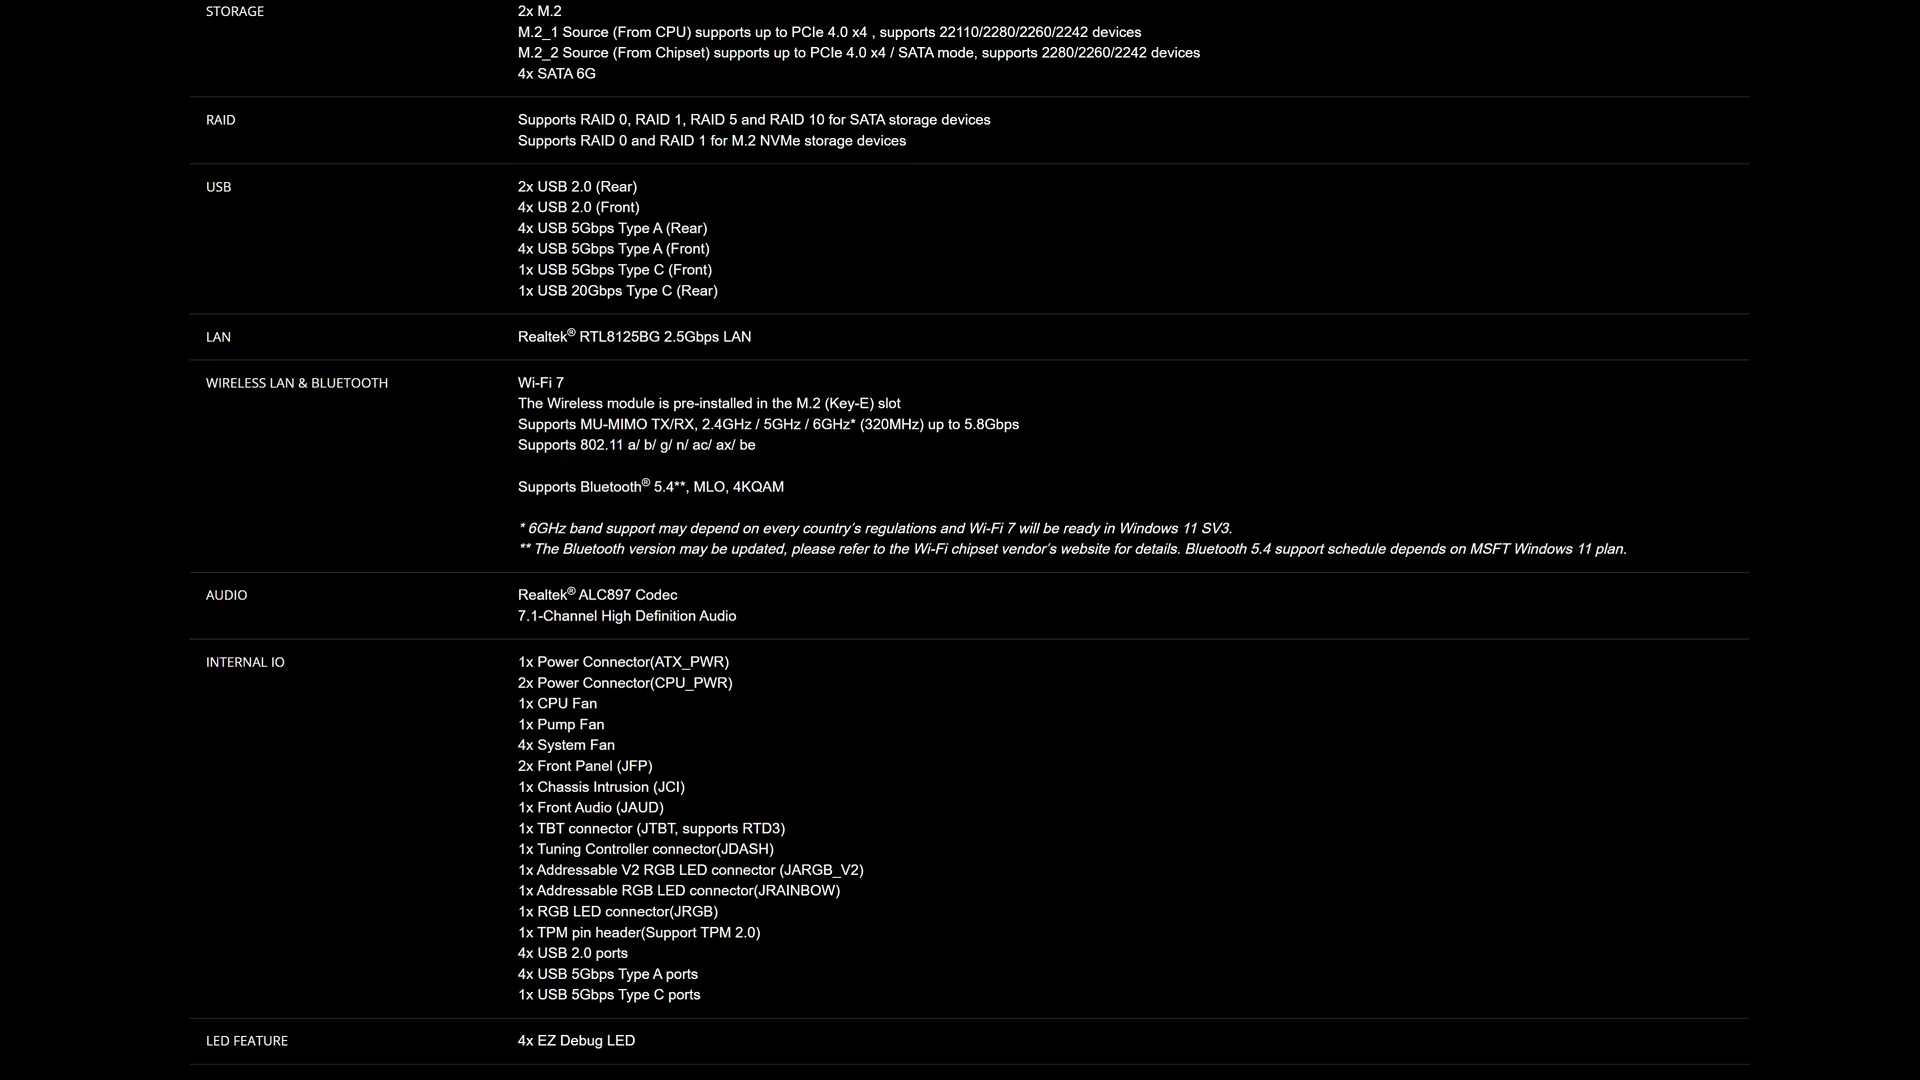 STORAGE
2x M.2
M.2_1 Source (From CPU) supports up to PCIe 4.0 x4 , supports 22110/2280/2260/2242 devices
M.2_2 Source (From Chipset) supports up to PCIe 4.0 x4 / SATA mode, supports 2280/2260/2242 devices
4x SATA 6G
RAID
Supports RAID 0, RAID 1, RAID 5 and RAID 10 for SATA storage devices
Supports RAID 0 and RAID 1 for M.2 NVMe storage devices
USB
2x USB 2.0 (Rear)
4x USB 2.0 (Front)
4x USB 5Gbps Type A (Rear)
4x USB 5Gbps Type A (Front)
1x USB 5Gbps Type C (Front)
1x USB 20Gbps Type C (Rear)
LAN
Realtek® RTL8125BG 2.5Gbps LAN
WIRELESS LAN & BLUETOOTH
Wi-Fi 7
The Wireless module is pre-installed in the M.2 (Key-E) slot
Supports MU-MIMO TX/RX, 2.4GHz / 5GHz / 6GHz* (320MHz) up to 5.8Gbps
Supports 802.11 a/ b/ g/ n/ ac/ ax/ be
Supports Bluetooth® 5.4**, MLO, 4KQAM
* 6GHz band support may depend on every country’s regulations and Wi-Fi 7 will be ready in Windows 11 SV3.
** The Bluetooth version may be updated, please refer to the Wi-Fi chipset vendor’s website for details. Bluetooth 5.4 support schedule depends on MSFT Windows 11 plan.
AUDIO
Realtek® ALC897 Codec
7.1-Channel High Definition Audio
INTERNAL IO
1x Power Connector(ATX_PWR)
2x Power Connector(CPU_PWR)
1x CPU Fan
1x Pump Fan
4x System Fan
2x Front Panel (JFP)
1x Chassis Intrusion (JCI)
1x Front Audio (JAUD)
1x TBT connector (JTBT, supports RTD3)
1x Tuning Controller connector(JDASH)
1x Addressable V2 RGB LED connector (JARGB_V2)
1x Addressable RGB LED connector(JRAINBOW)
1x RGB LED connector(JRGB)
1x TPM pin header(Support TPM 2.0)
4x USB 2.0 ports
4x USB 5Gbps Type A ports
1x USB 5Gbps Type C ports
LED FEATURE
4x EZ Debug LED